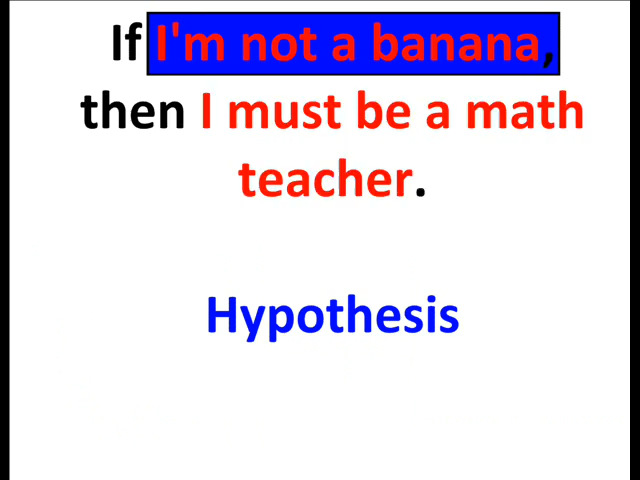 If I'm not a banana,
then I must be a math
teacher.
Hypothesis